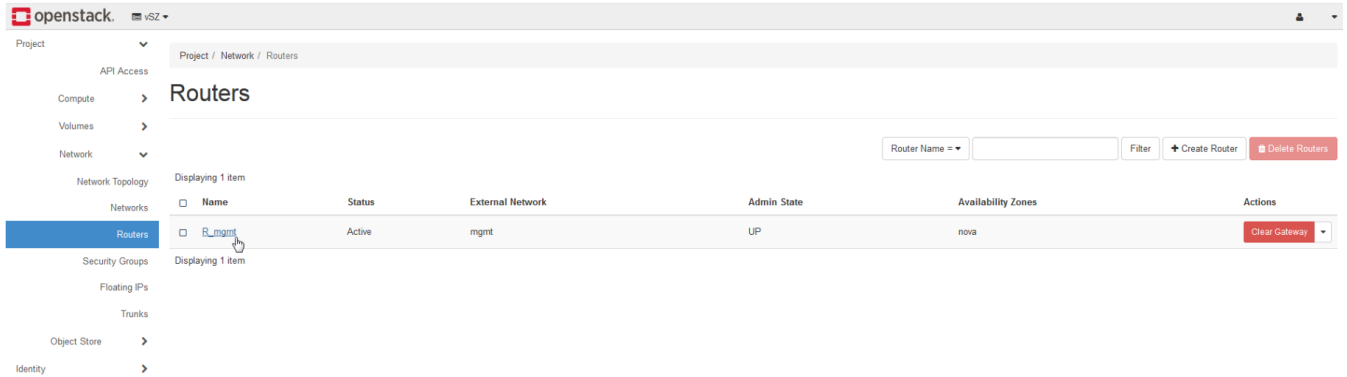 openstack. vSZ
Project
Project / Network / Routers
API Access
Routers
Compute
Volumes
Router Name = Filter + Create Router Delete Routers
Network
Displaying 1 item
Network Topology
Name Status External Network Admin State Availability Zones Actions
Networks
Routers
R_mgmt Active mgmt UP nova Clear Gateway
Security Groups
Displaying 1 item
Floating IPs
Trunks
Object Store
Identity